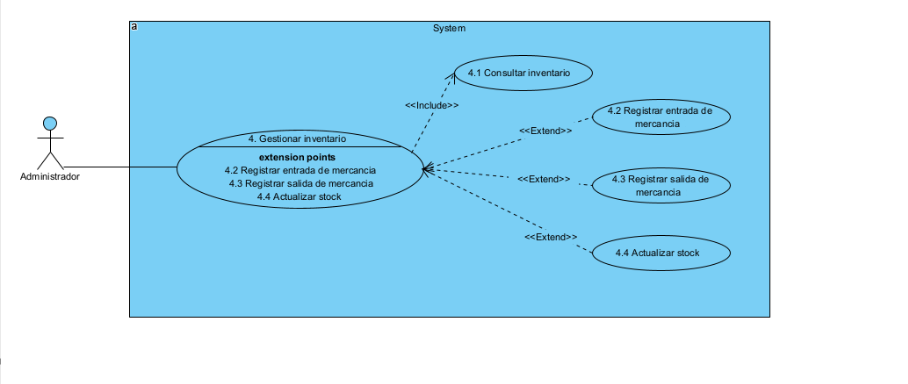 a
System
4.1 Consultar inventario
<<Include>>
4.2 Registrar entrada de
mercancia
<<Extend>>
4. Gestionar inventario
extension points
4.2 Registrar entrada de mercancia
4.3 Registrar salida de mercancia
4.4 Actualizar stock
Administrador
<<Extend>>
4.3 Registrar salida de
mercancia
<<Extend>>
4.4 Actualizar stock